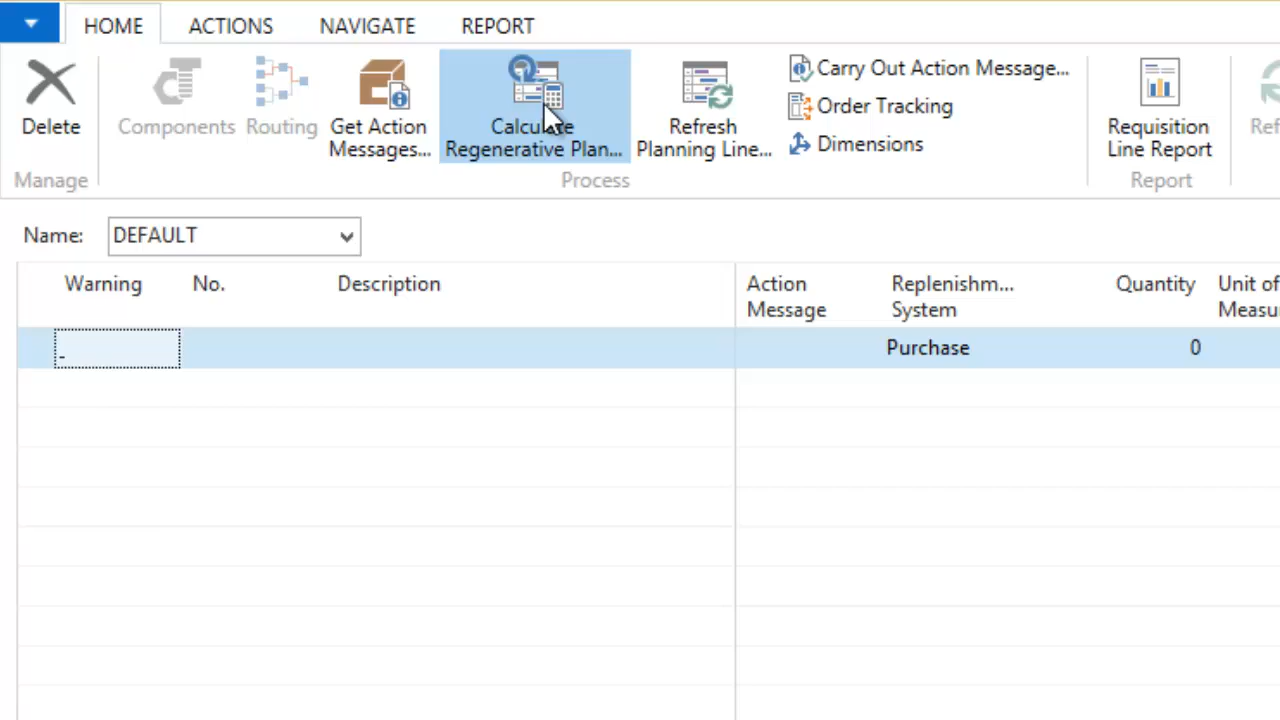 HOME ACTIONS NAVIGATE REPORT
Delete
Components
Routing
Get Action
Messages...
Calculate
Regenerative Plan...
Refresh
Planning Line...
Carry Out Action Message...
Order Tracking
Dimensions
Requisition
Line Report
Ref
Manage
Process
Report
Name: DEFAULT
Warning No. Description Action Message Replenishm... System Quantity Unit of Measu
Purchase 0